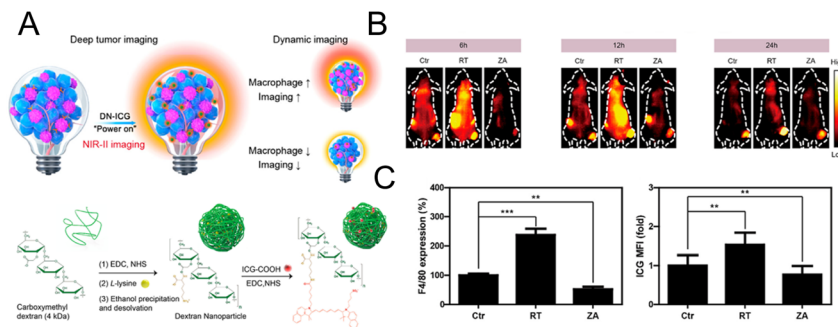 A
Deep tumor imaging
Dynamic imaging
DN-ICG
"Power on"
NIR-II imaging
Macrophage ↑
Imaging ↑
Macrophage ↓
Imaging ↓
Carboxymethyl
dextran (4 kDa)
(1) EDC, NHS
(2) L-lysine
(3) Ethanol precipitation
and desolvation
Dextran Nanoparticle
ICG-COOH
EDC,NHS
B
6h
12h
24h
Ctr RT ZA
Ctr RT ZA
Ctr RT ZA
C
F4/80 expression (%)
400
300
200
100
0
**
***
Ctr RT ZA
ICG MFI (fold)
3
2
1
0
**
**
Ctr RT ZA